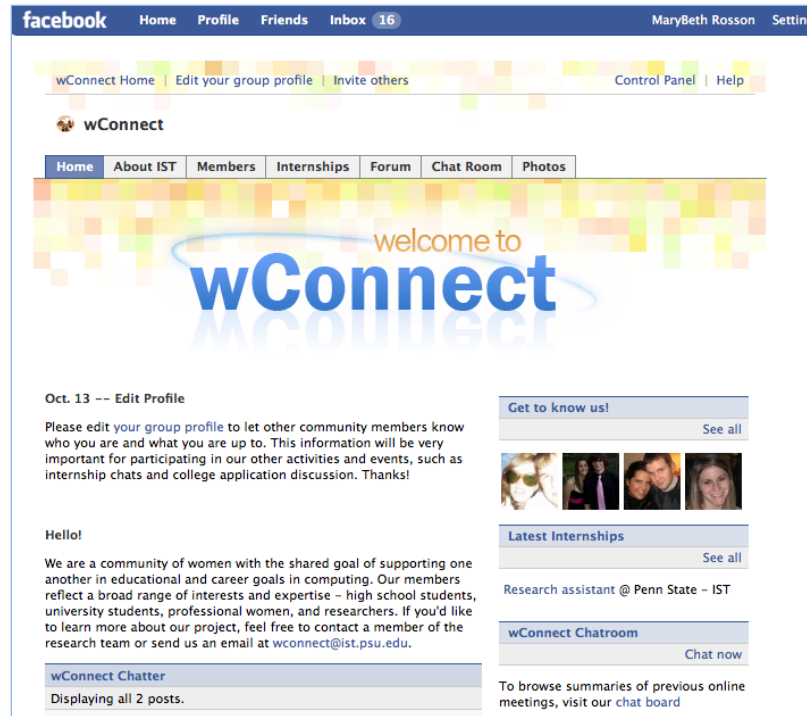 facebook Home Profile Friends Inbox 16 MaryBeth Rosson Settin
wConnect Home | Edit your group profile | Invite others Control Panel | Help
wConnect
Home About IST Members Internships Forum Chat Room Photos
welcome to
wConnect
Oct. 13 -- Edit Profile
Please edit your group profile to let other community members know
who you are and what you are up to. This information will be very
important for participating in our other activities and events, such as
internship chats and college application discussion. Thanks!
Hello!
We are a community of women with the shared goal of supporting one
another in educational and career goals in computing. Our members
reflect a broad range of interests and expertise – high school students,
university students, professional women, and researchers. If you'd like
to learn more about our project, feel free to contact a member of the
research team or send us an email at wconnect@ist.psu.edu.
wConnect Chatter
Displaying all 2 posts.
Get to know us!
See all
Latest Internships
See all
Research assistant @ Penn State – IST
wConnect Chatroom
Chat now
To browse summaries of previous online
meetings, visit our chat board